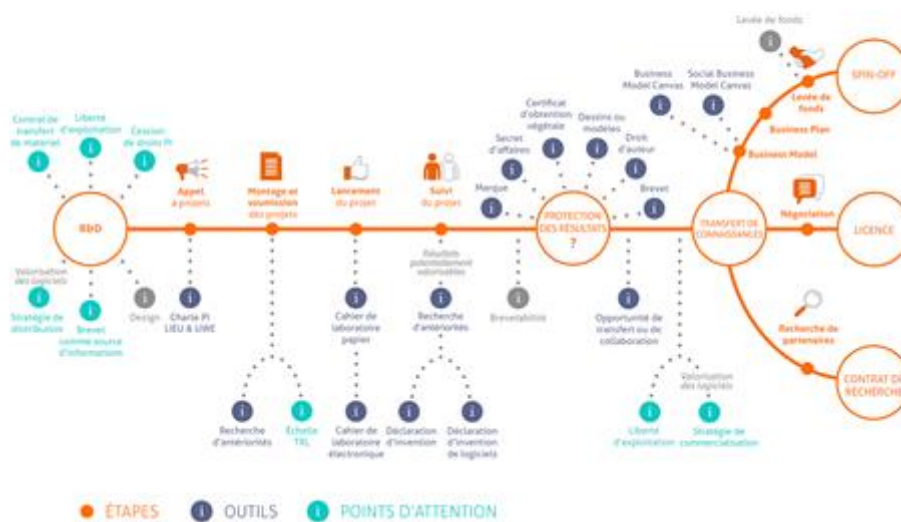 Levée de fonds
SPIN-OFF
Levée de
fonds
Business Plan
Business Model
Business
Model Canvas
Social Business
Model Canvas
Contrat de
transfert
de matériel
Liberté
d'exploitation
Cession
de droits PI
Secret
d'affaires
Certificat
d'obtention
végétale
Dessins ou
modèles
Droit
d'auteur
Marque
Brevet
Appel
à projets
Montage et
soumission
des projets
Lancement
du projet
Suivi
du projet
RDD
PROTECTION
DES RÉSULTATS
?
TRANSFERT DE
CONNAISSANCES
Négociation
LICENCE
Valorisation
des logiciels
Stratégie de
distribution
Brevet
comme source
d'informations
Design
Charte PI
LIEU & UWE
Résultats
potentiellement
valorisables
Cahier de
laboratoire
papier
Recherche
d'antériorités
Brevetabilité
Opportunité de
transfert ou de
collaboration
Recherche de
partenaires
CONTRAT DE
RECHERCHE
Valorisation
des logiciels
Recherche
d'antériorités
Échelle
TRL
Cahier de
laboratoire
électronique
Déclaration
d'invention
Déclaration
d'invention
de logiciels
Liberté
d'exploitation
Stratégie de
commercialisation
ÉTAPES
OUTILS
POINTS D'ATTENTION